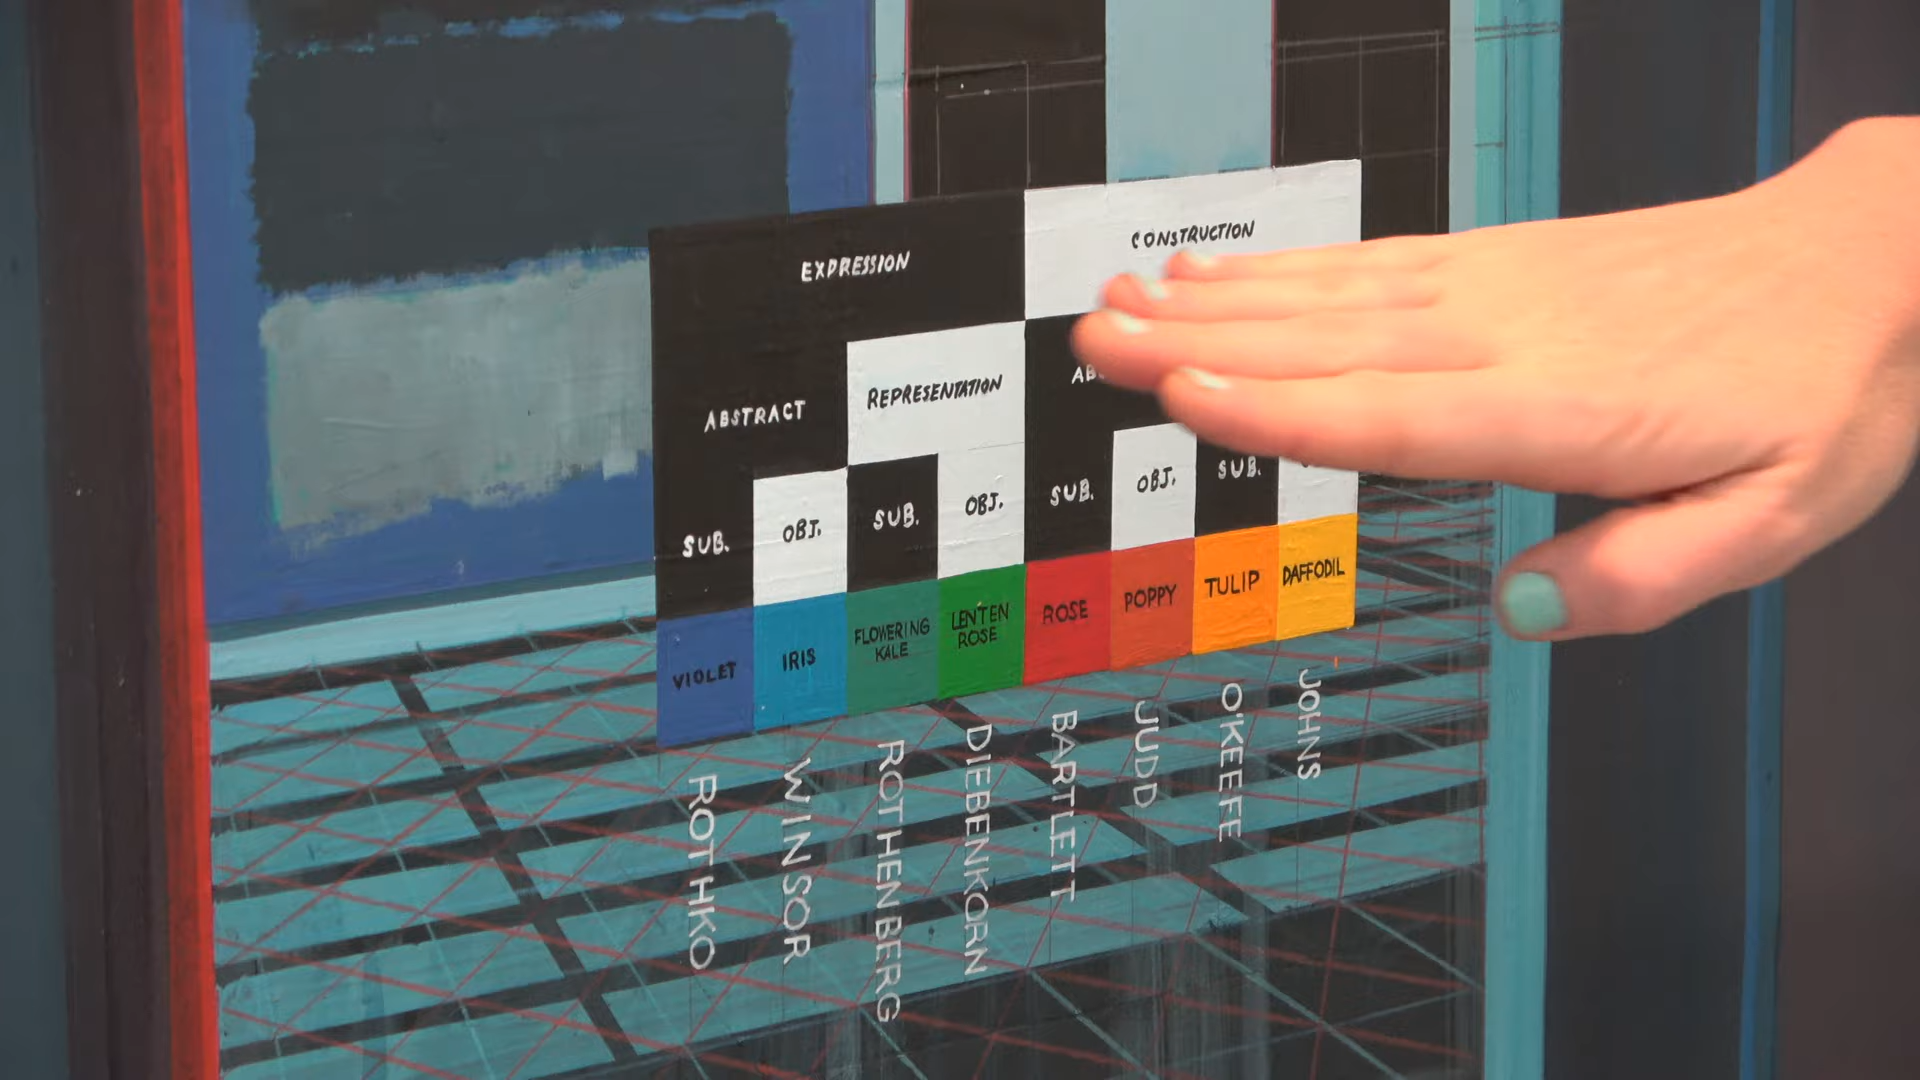 EXPRESSION
CONSTRUCTION
ABSTRACT
REPRESENTATION
SUB.
OBJ.
SUB.
OBJ.
SUB.
OBJ.
SUB.
VIOLET
IRIS
FLOWERING
KALE
LENTEN
ROSE
ROSE
POPPY
TULIP
DAFFODIL
ROTHKO
WINSOR
ROTHENBERG
DIEBENKORN
BARTLETT
JUDD
O'KEEFE
JOHNS